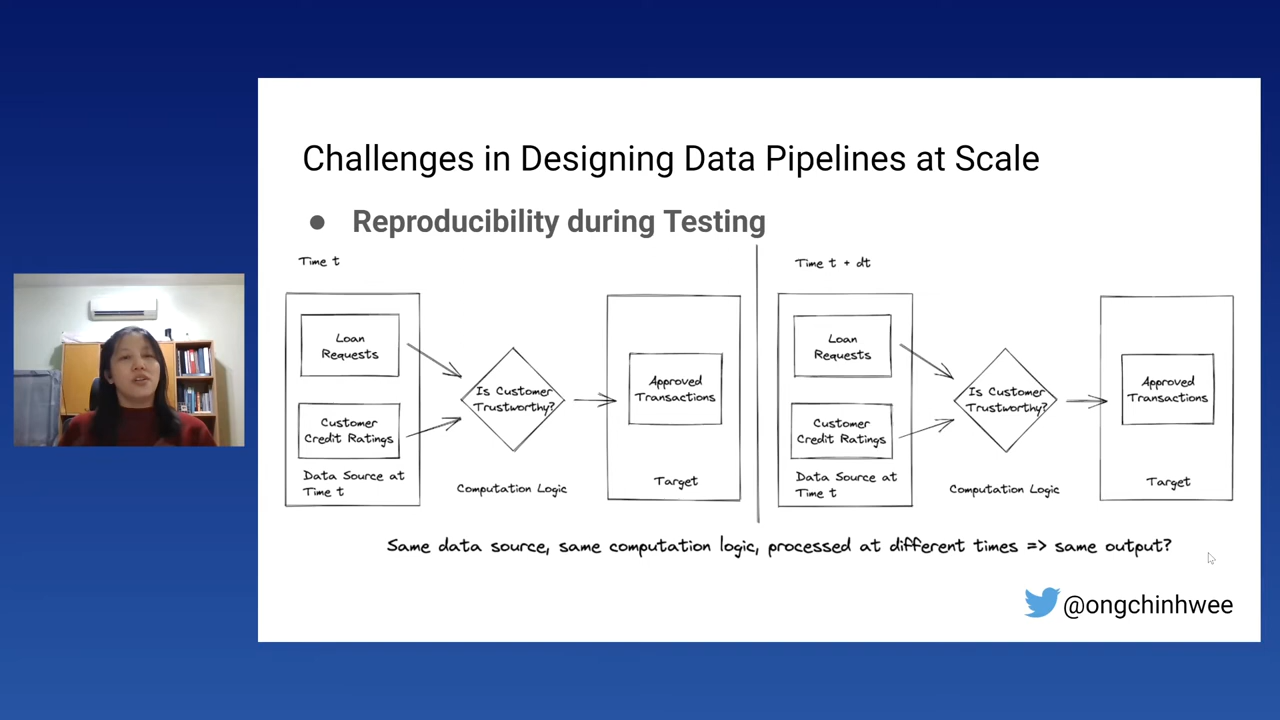 Challenges in Designing Data Pipelines at Scale
● Reproducibility during Testing
Time t
Loan
Requests
Customer
Credit Ratings
Data Source at
Time t
Is Customer
Trustworthy?
Computation Logic
Approved
Transactions
Target
Time t + dt
Loan
Requests
Customer
Credit Ratings
Data Source at
Time t
Is Customer
Trustworthy?
Computation Logic
Approved
Transactions
Target
Same data source, same computation logic, processed at different times => same output?
@ongchinhwee